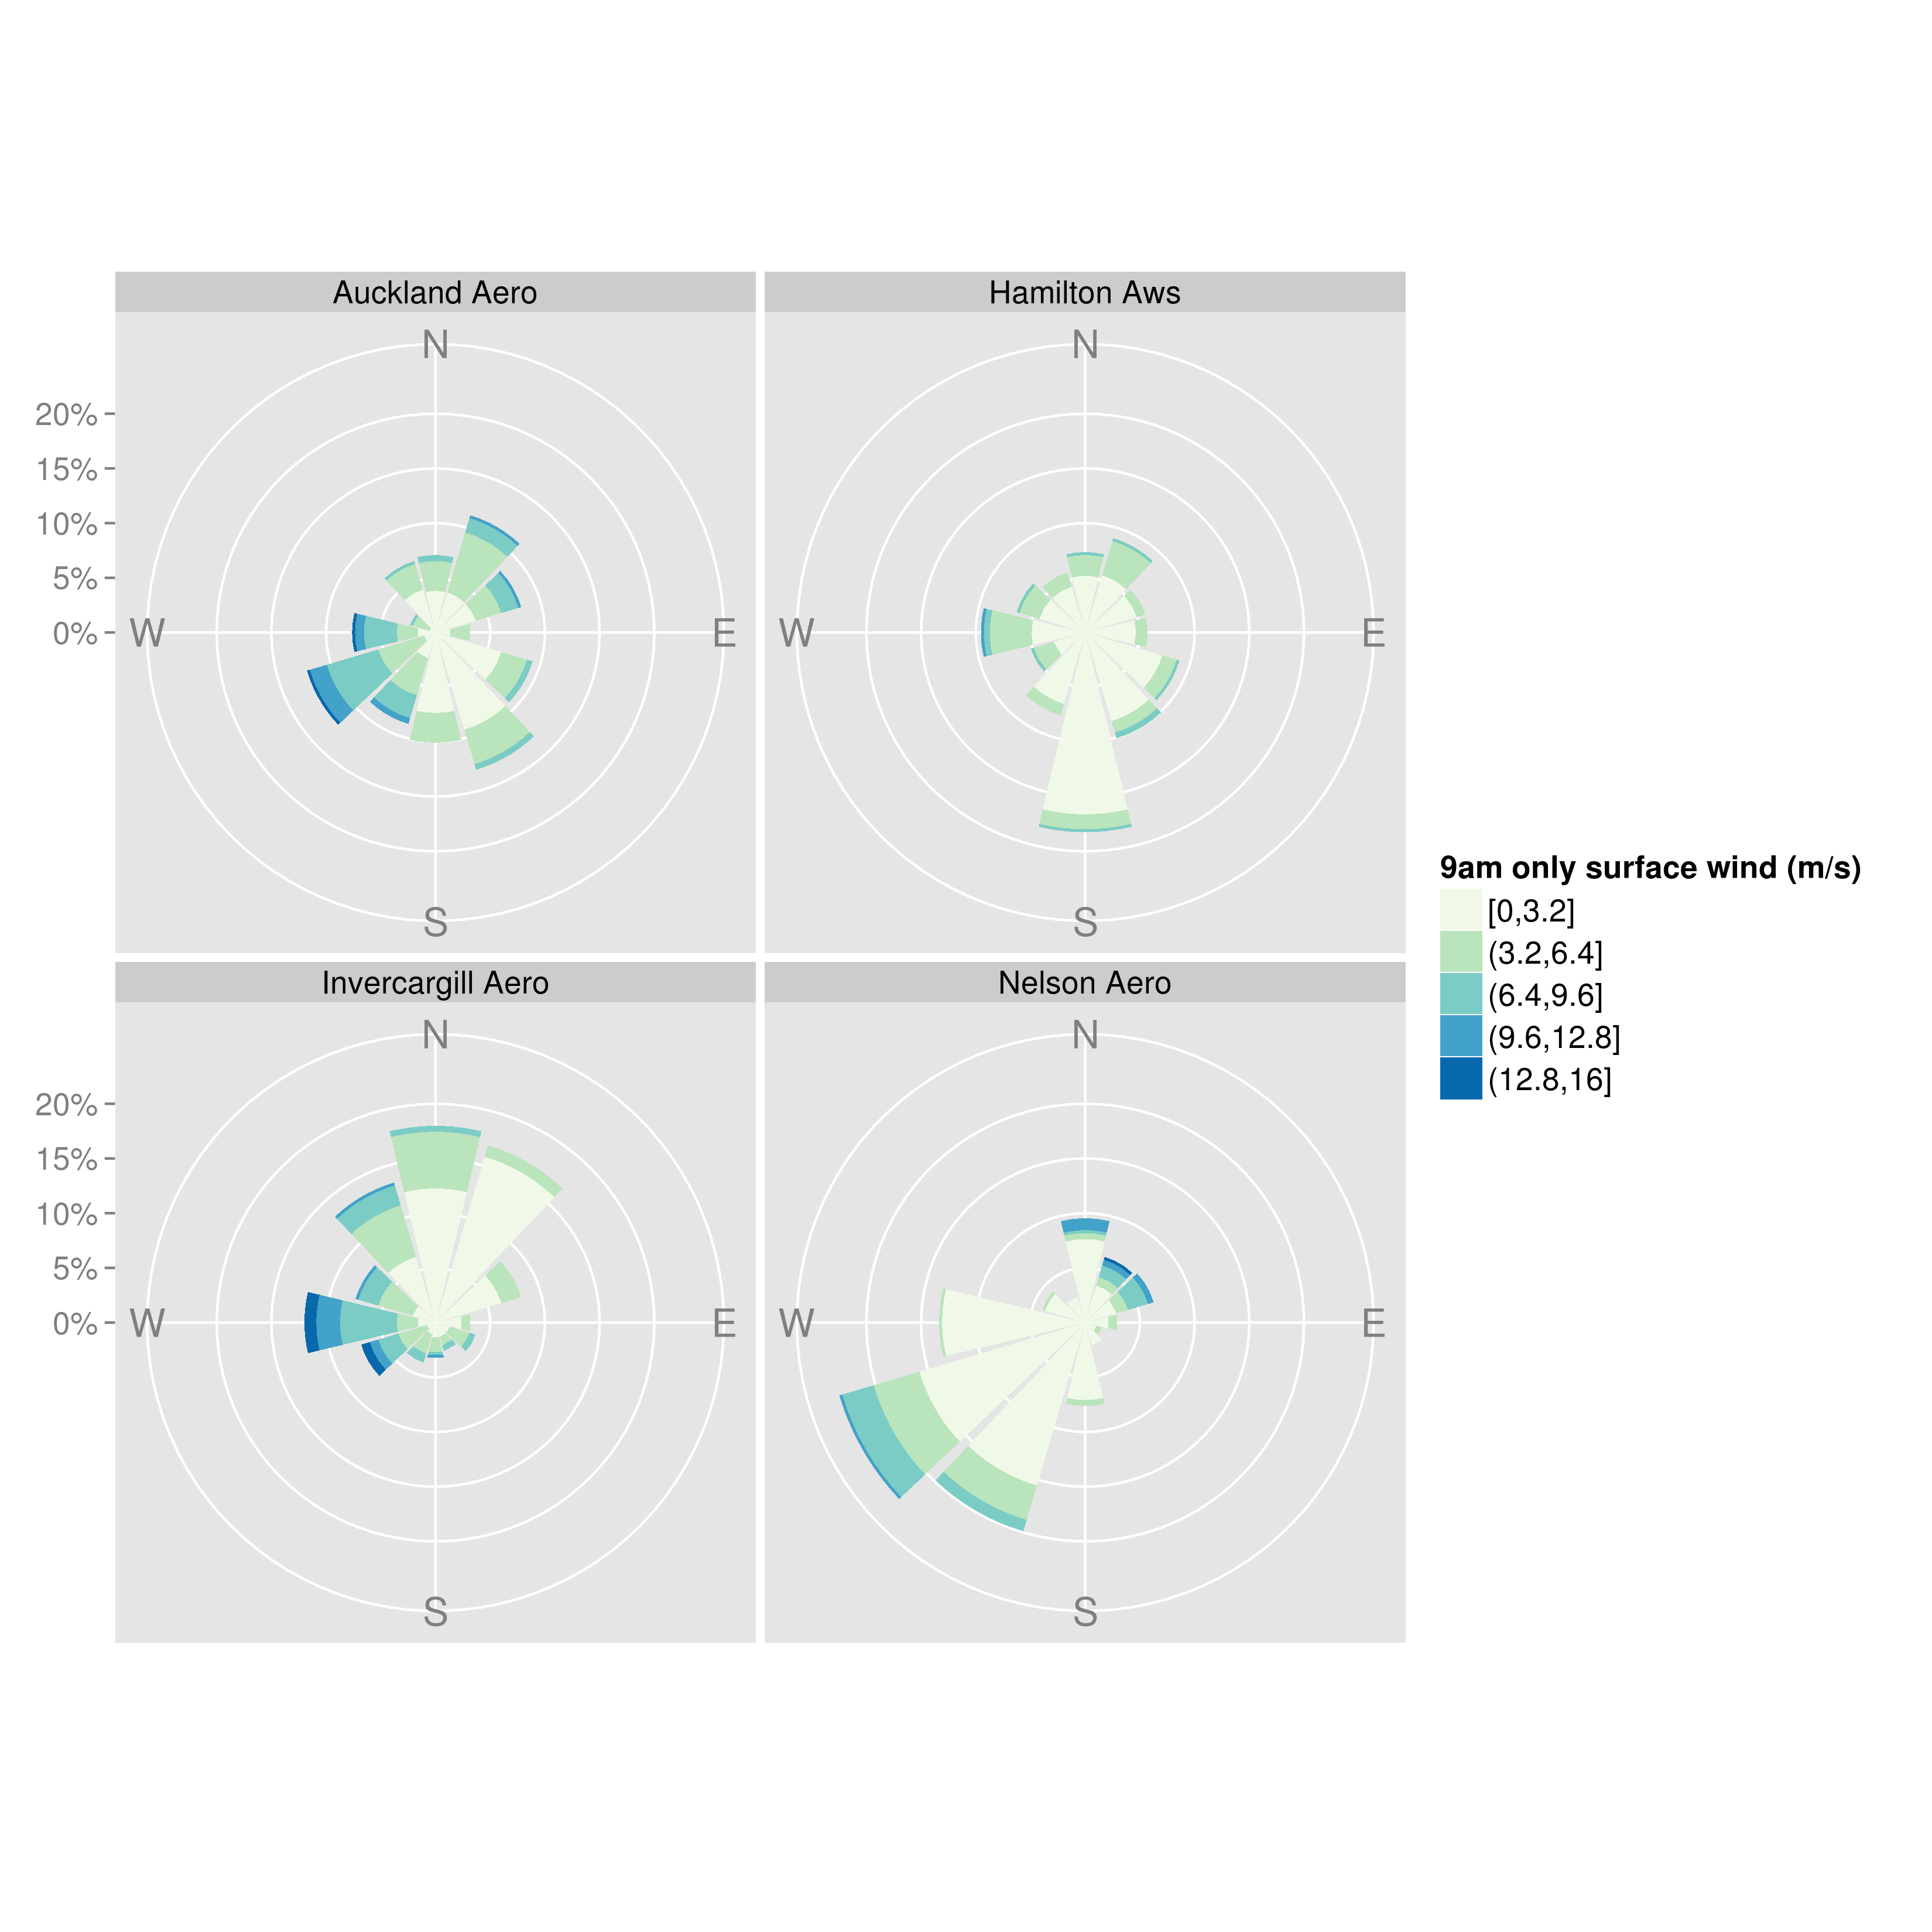 Auckland Aero
Hamilton Aws
N
N
20%
15%
10%
5%
0%
W
E
W
E
S
S
Invercargill Aero
Nelson Aero
N
N
20%
15%
10%
5%
0%
W
E
W
E
S
S
9am only surface wind (m/s)
[0,3.2]
(3.2,6.4]
(6.4,9.6]
(9.6,12.8]
(12.8,16]